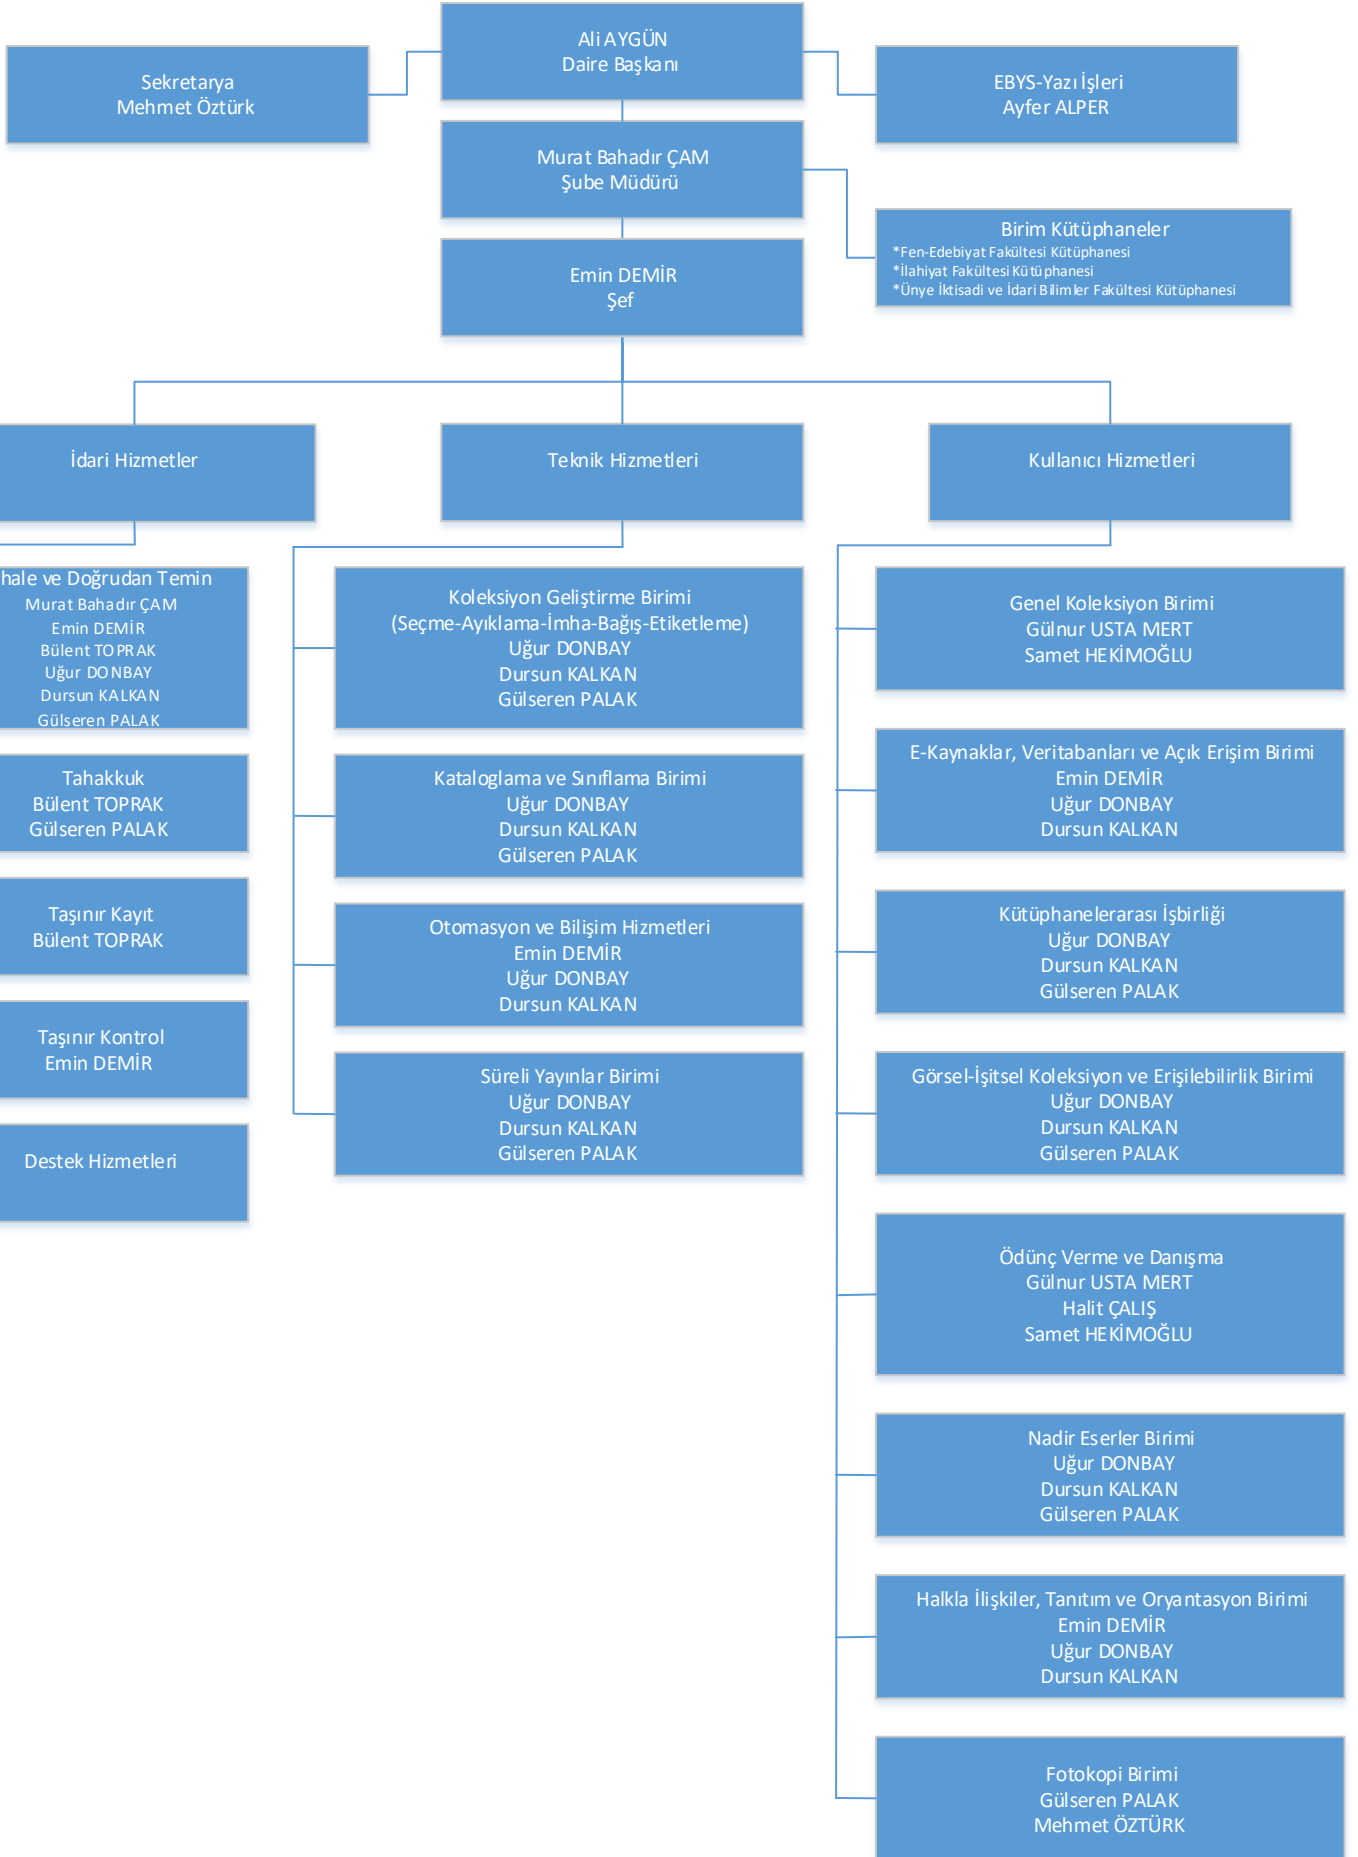 Ali AYGÜN
Daire Başkanı
Sekretarya
Mehmet Öztürk
EBYS-Yazı İşleri
Ayfer ALPER
Murat Bahadır ÇAM
Şube Müdürü
Birim Kütüphaneler
*Fen-Edebiyat Fakültesi Kütüphanesi
*İlahiyat Fakültesi Kütüphanesi
*Ünye İktisadi ve İdari Bilimler Fakültesi Kütüphanesi
Emin DEMİR
Şef
İdari Hizmetler
Teknik Hizmetleri
Kullanıcı Hizmetleri
hale ve Doğrudan Temin
Murat Bahadır ÇAM
Emin DEMİR
Bülent TOPRAK
Uğur DONBAY
Dursun KALKAN
Gülseren PALAK
Tahakkuk
Bülent TOPRAK
Gülseren PALAK
Taşınır Kayıt
Bülent TOPRAK
Taşınır Kontrol
Emin DEMİR
Destek Hizmetleri
Koleksiyon Geliştirme Birimi
(Seçme-Ayıklama-İmha-Bağış-Etiketleme)
Uğur DONBAY
Dursun KALKAN
Gülseren PALAK
Kataloglama ve Sınıflama Birimi
Uğur DONBAY
Dursun KALKAN
Gülseren PALAK
Otomasyon ve Bilişim Hizmetleri
Emin DEMİR
Uğur DONBAY
Dursun KALKAN
Süreli Yayınlar Birimi
Uğur DONBAY
Dursun KALKAN
Gülseren PALAK
Genel Koleksiyon Birimi
Gülnur USTA MERT
Samet HEKİMOĞLU
E-Kaynaklar, Veritabanları ve Açık Erişim Birimi
Emin DEMİR
Uğur DONBAY
Dursun KALKAN
Kütüphanelerarası İşbirliği
Uğur DONBAY
Dursun KALKAN
Gülseren PALAK
Görsel-İşitsel Koleksiyon ve Erişilebilirlik Birimi
Uğur DONBAY
Dursun KALKAN
Gülseren PALAK
Ödünç Verme ve Danışma
Gülnur USTA MERT
Halit ÇALIŞ
Samet HEKİMOĞLU
Nadir Eserler Birimi
Uğur DONBAY
Dursun KALKAN
Gülseren PALAK
Halkla İlişkiler, Tanıtım ve Oryantasyon Birimi
Emin DEMİR
Uğur DONBAY
Dursun KALKAN
Fotokopi Birimi
Gülseren PALAK
Mehmet ÖZTÜRK